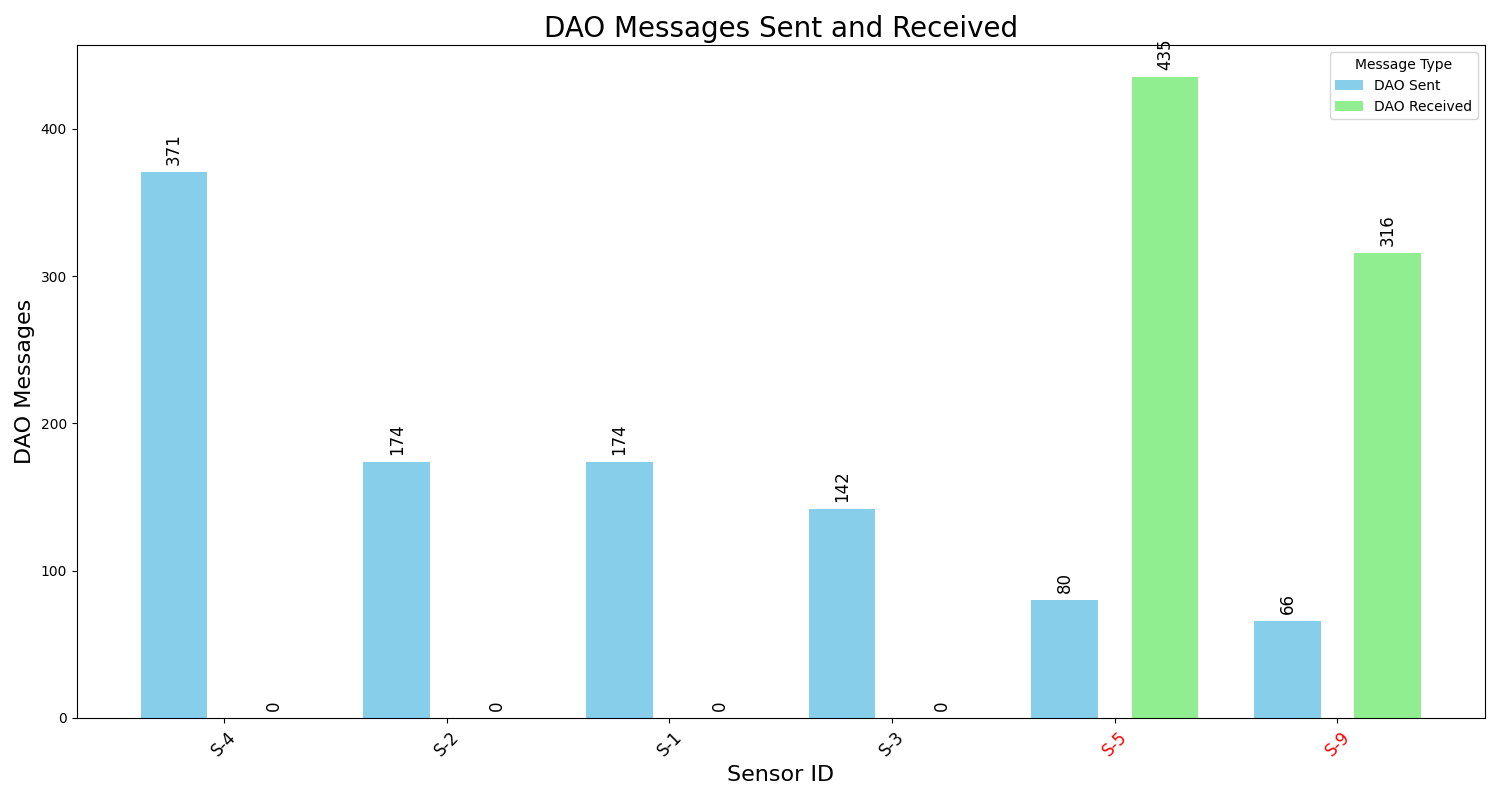 DAO Messages Sent and Received
Message Type
DAO Sent
DAO Received
DAO Messages
400
300
200
100
0
371
0
174
0
174
0
142
0
80
435
66
316
S-4
S-2
S-1
S-3
S-5
S-9
Sensor ID